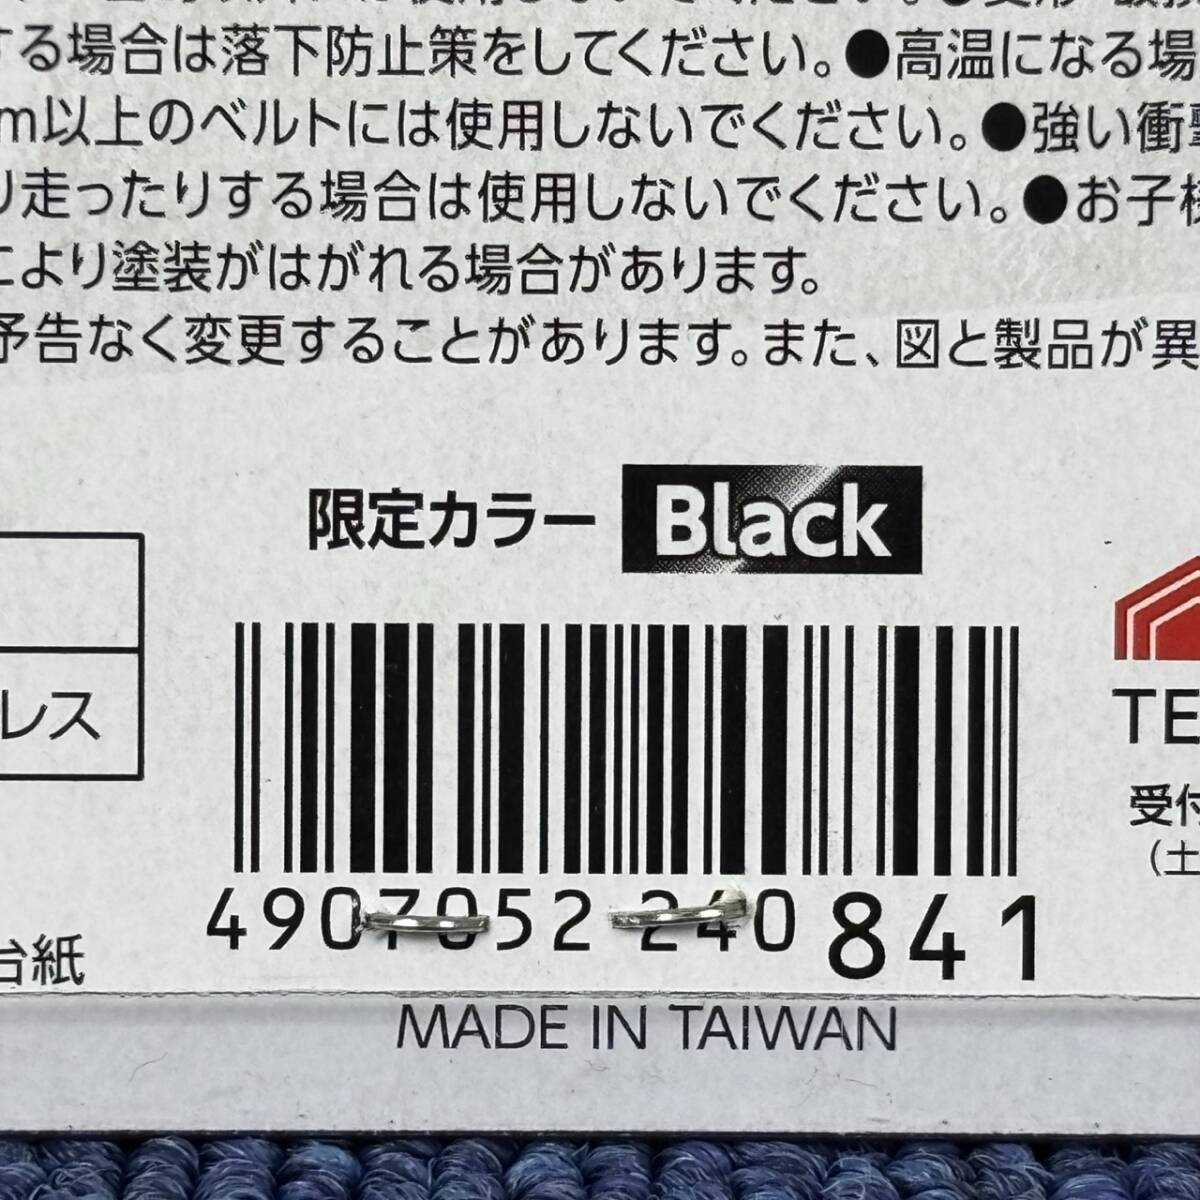 する場合は落下防止策をしてください。●高温になる場
m以上のベルトには使用しないでください。●強い衝撃
り走ったりする場合は使用しないでください。●お子様
により塗装がはがれる場合があります。
予告なく変更することがあります。また、図と製品が異
限定カラー Black
レス
TE
受付
(土
4907052240841
台紙
MADE IN TAIWAN